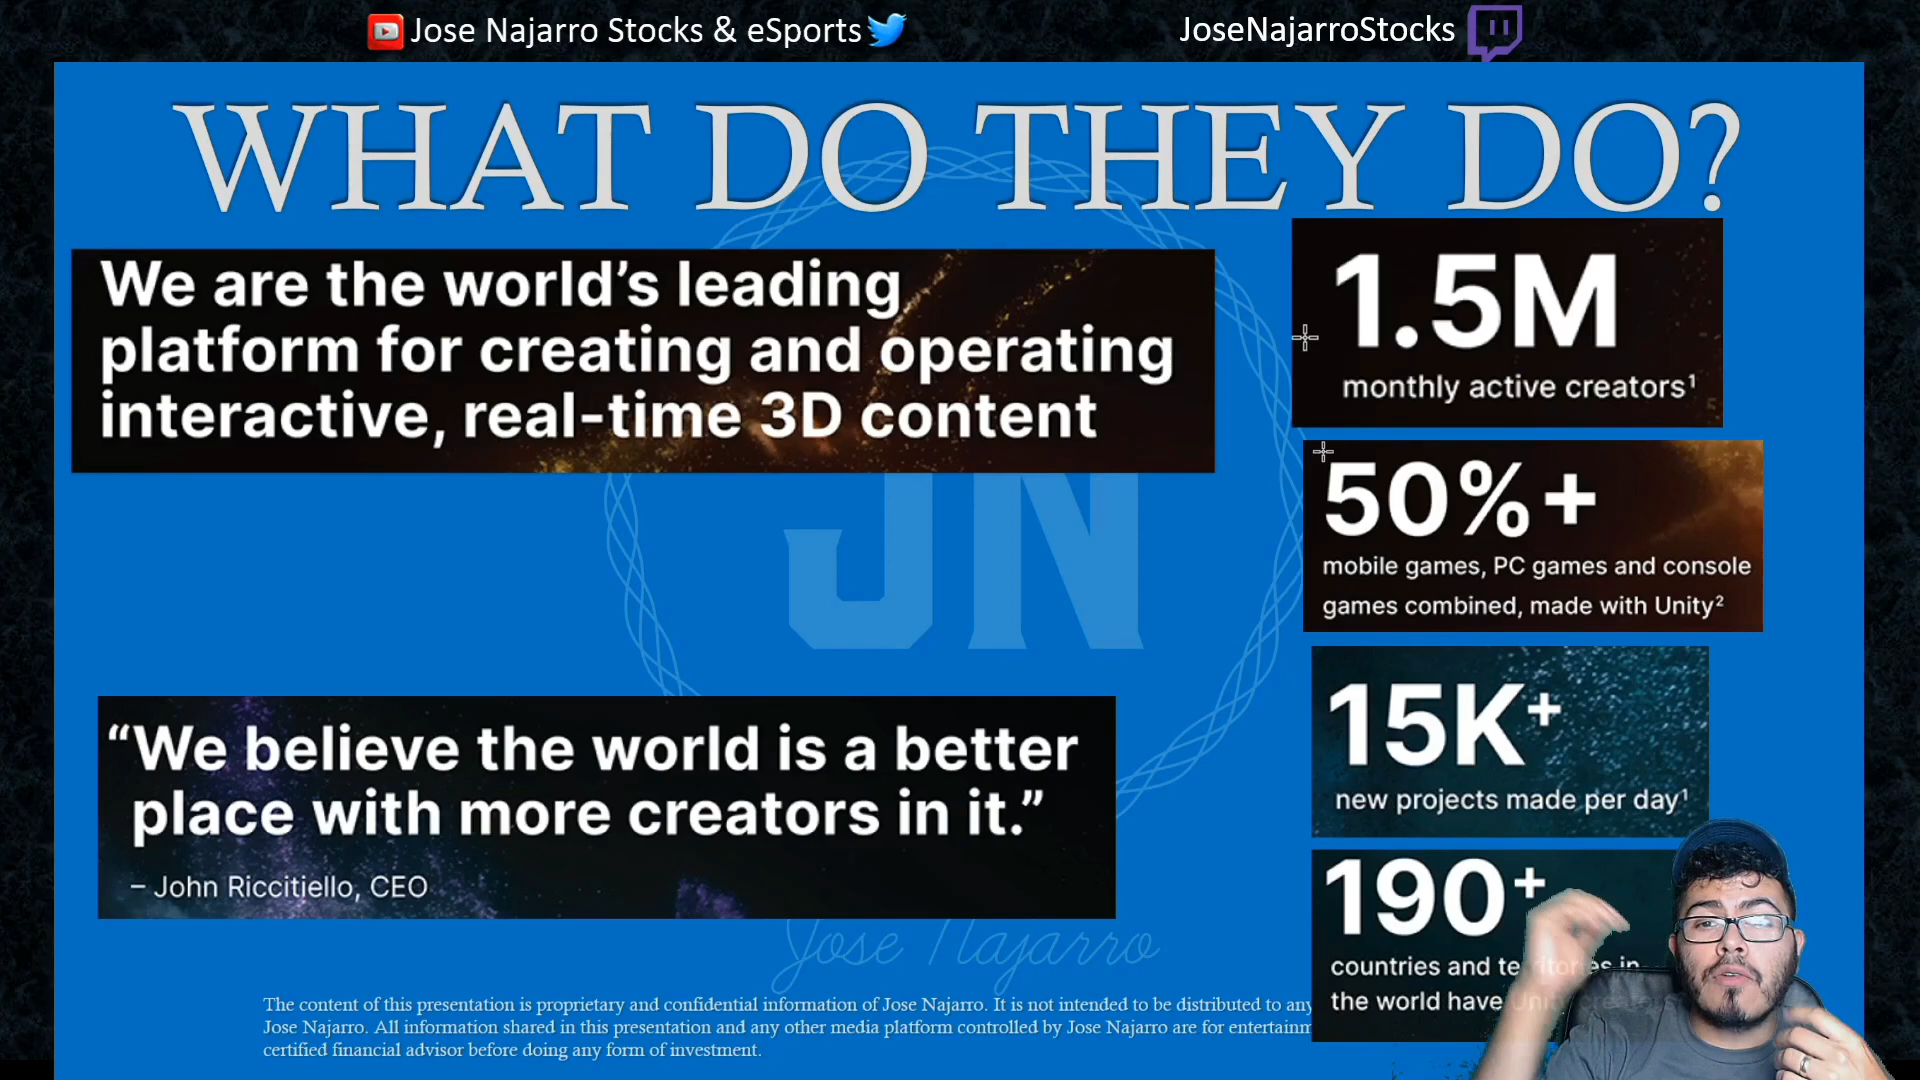 Jose Najarro Stocks & eSports
JoseNajarroStocks
WHAT DO THEY DO?
We are the world’s leading
platform for creating and operating
interactive, real-time 3D content
1.5M
monthly active creators¹
50%+
mobile games, PC games and console
games combined, made with Unity²
JN
“We believe the world is a better
place with more creators in it.”
– John Riccitiello, CEO
15K+
new projects made per day¹
190+
countries and territories in
the world have Unity
Jose Najarro
The content of this presentation is proprietary and confidential information of Jose Najarro. It is not intended to be distributed to any
Jose Najarro. All information shared in this presentation and any other media platform controlled by Jose Najarro are for
certified financial advisor before doing any form of investment.